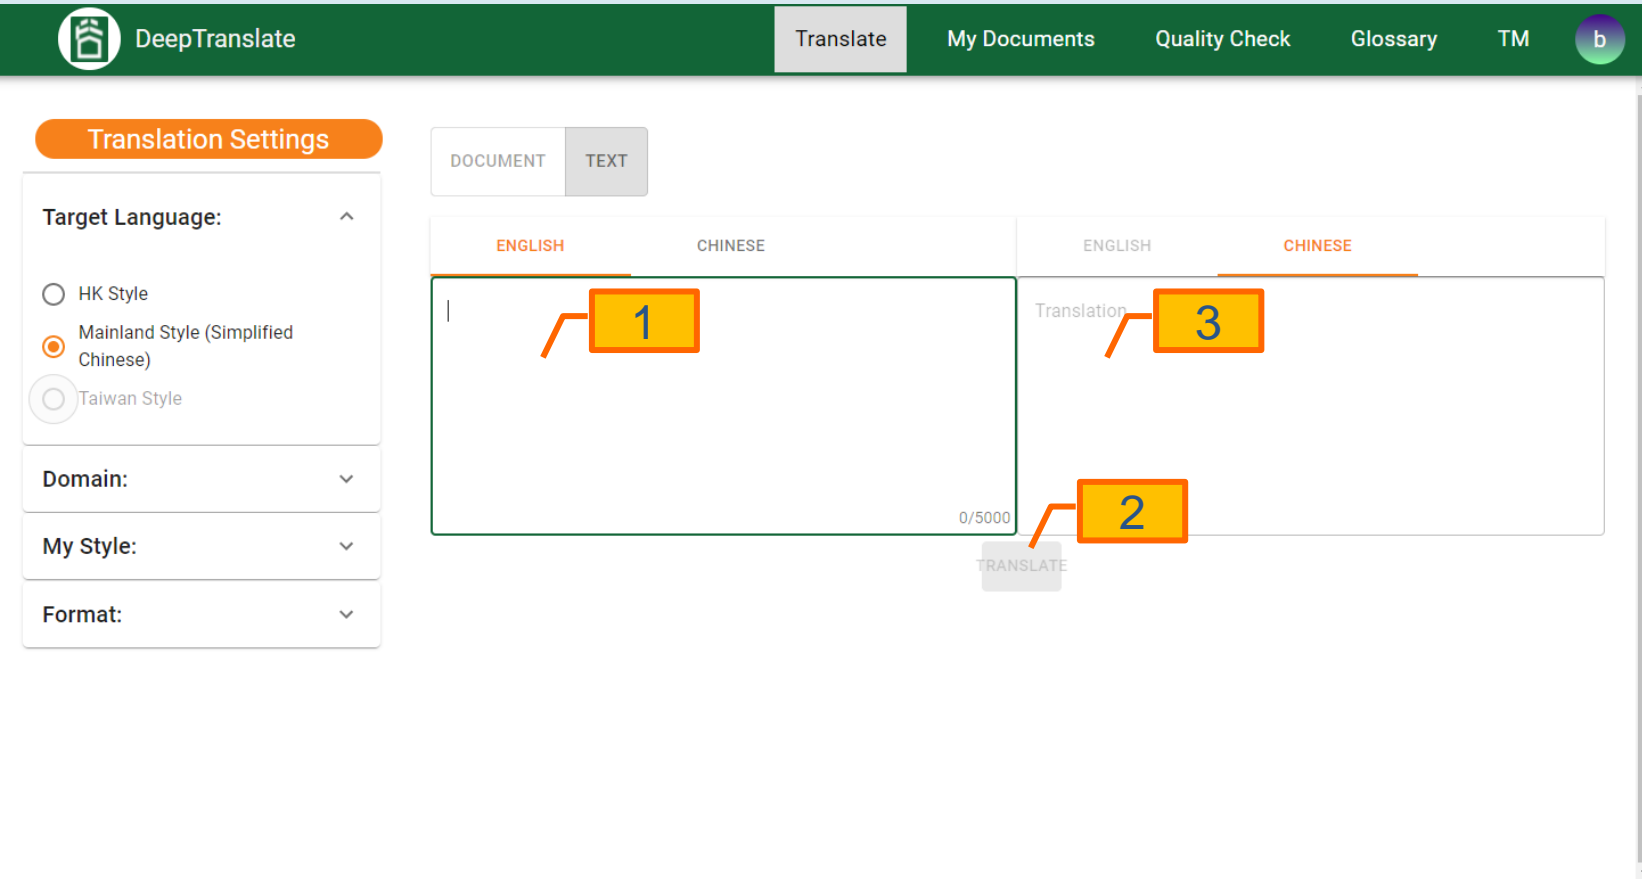 DeepTranslate
Translate
My Documents
Quality Check
Glossary
TM
b
Translation Settings
Target Language:
HK Style
Mainland Style (Simplified
Chinese)
Taiwan Style
Domain:
My Style:
Format:
DOCUMENT
TEXT
ENGLISH
CHINESE
1
0/5000
ENGLISH
CHINESE
Translation
3
2
TRANSLATE